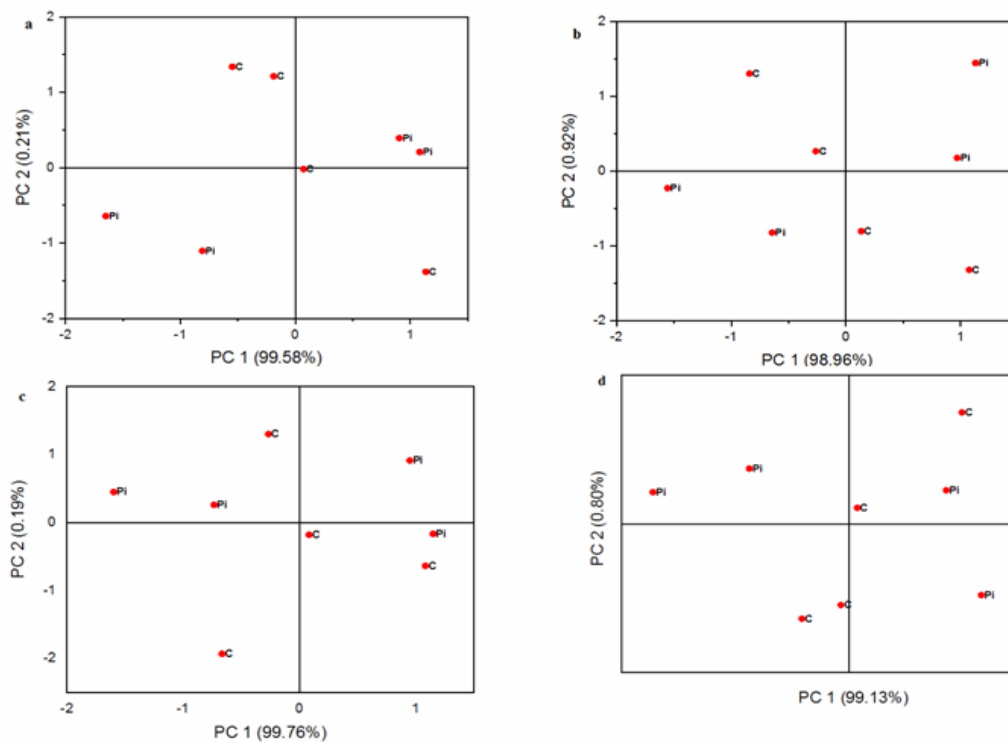 a
2
C
C
1
PC 2 (0.21%)
Pi
Pi
0
C
Pi
-1
Pi
C
-2
-2
-1
0
1
PC 1 (99.58%)
b
2
Pi
C
1
PC 2 (0.92%)
C
Pi
0
Pi
Pi
C
-1
C
-2
-2
-1
0
1
PC 1 (98.96%)
c
2
C
1
Pi
Pi
Pi
PC 2 (0.19%)
0
C
Pi
C
-1
C
-2
-2
-1
0
1
PC 1 (99.76%)
d
C
Pi
Pi
Pi
C
PC 2 (0.80%)
C
C
Pi
PC 1 (99.13%)